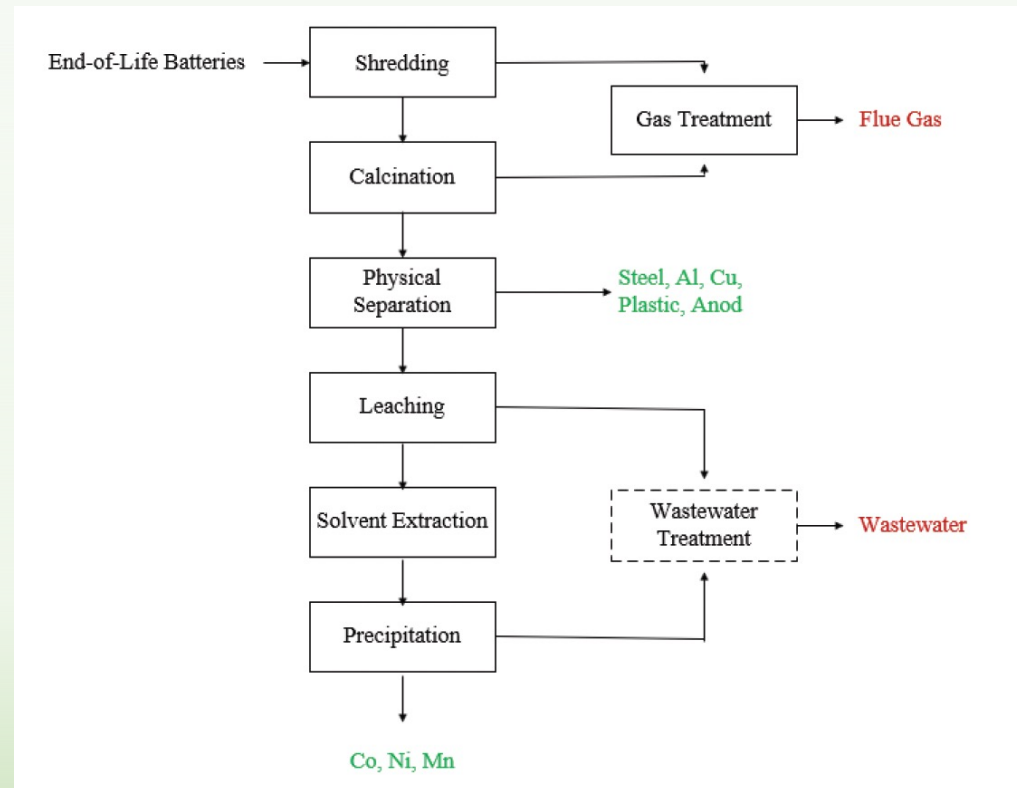 End-of-Life Batteries
Shredding
Gas Treatment
Flue Gas
Calcination
Physical
Separation
Steel, Al, Cu,
Plastic, Anod
Leaching
Solvent Extraction
Wastewater
Treatment
Wastewater
Precipitation
Co, Ni, Mn